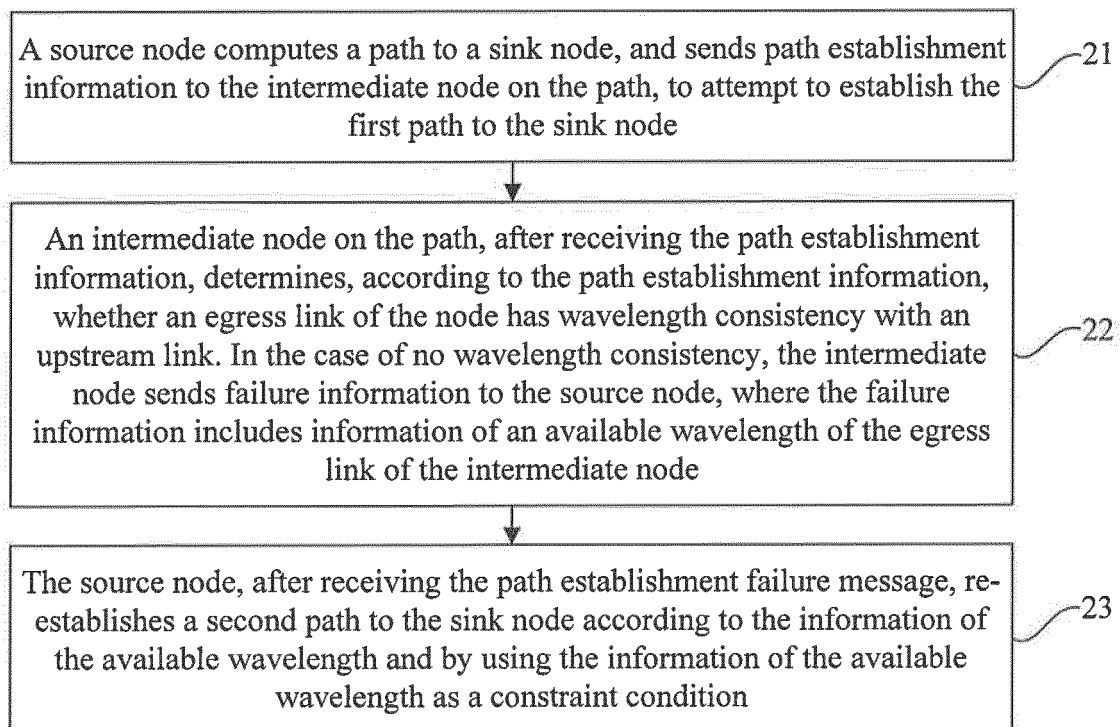 A source node computes a path to a sink node, and sends path establishment
information to the intermediate node on the path, to attempt to establish the
first path to the sink node
21
An intermediate node on the path, after receiving the path establishment
information, determines, according to the path establishment information,
whether an egress link of the node has wavelength consistency with an
upstream link. In the case of no wavelength consistency, the intermediate
node sends failure information to the source node, where the failure
information includes information of an available wavelength of the egress
link of the intermediate node
22
The source node, after receiving the path establishment failure message, re-
establishes a second path to the sink node according to the information of
the available wavelength and by using the information of the available
wavelength as a constraint condition
23